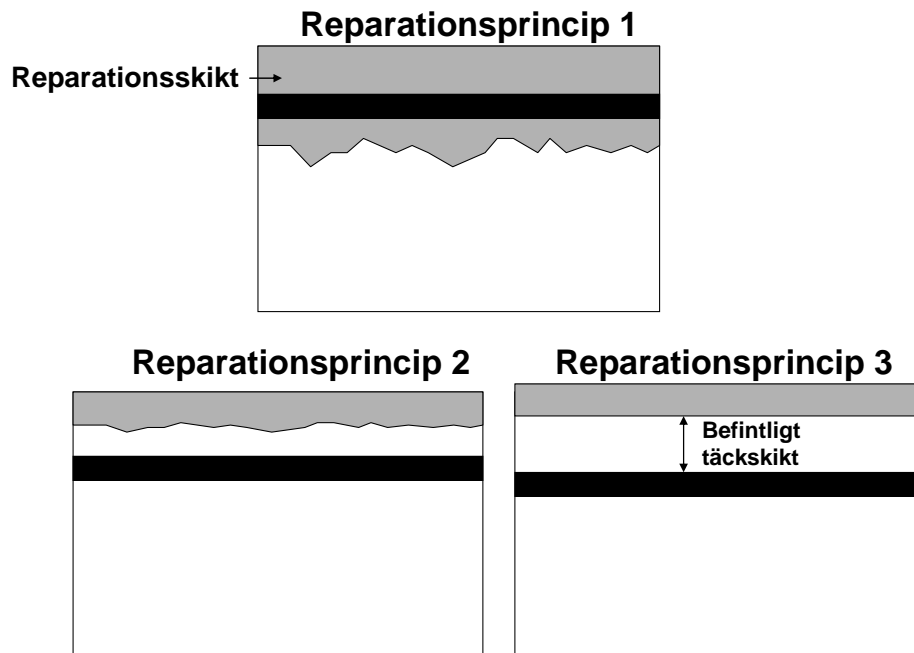 Reparationsprincip 1
Reparationsskikt
Reparationsprincip 2
Reparationsprincip 3
Befintligt
täckskikt